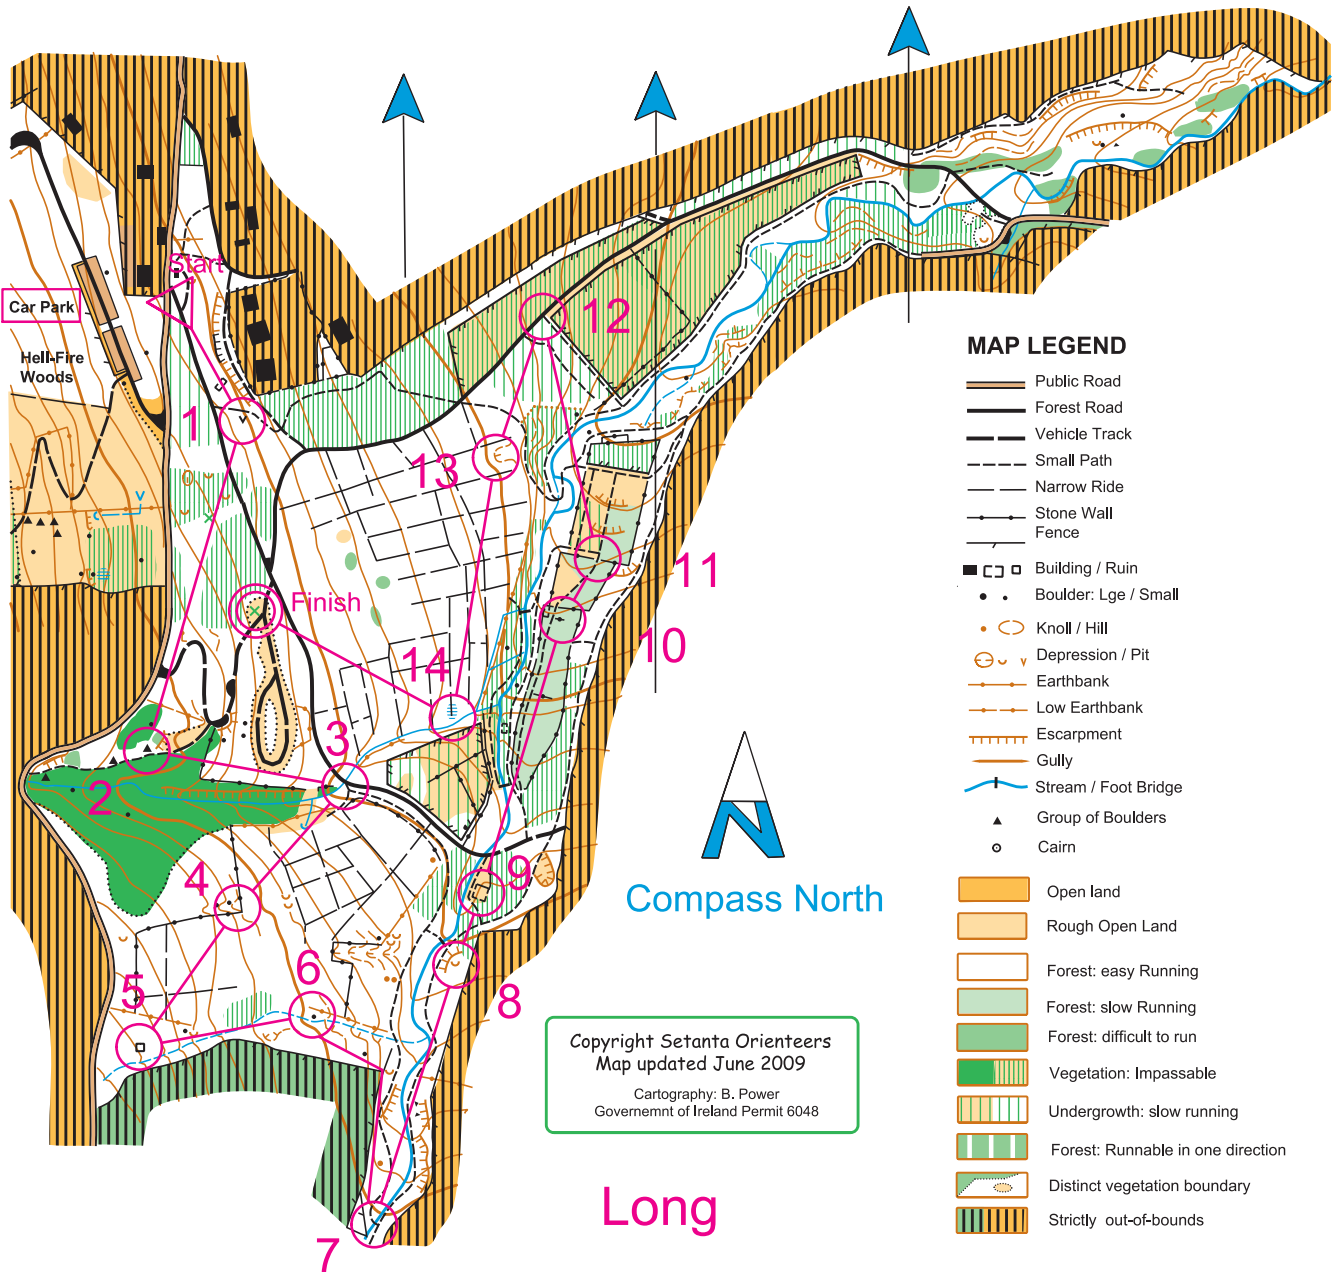 Start
Car Park
Hell-Fire
Woods
12
1
13
11
Finish
10
14
3
2
4
9
6
5
8
7
MAP LEGEND
Public Road
Forest Road
Vehicle Track
Small Path
Narrow Ride
Stone Wall
Fence
Building / Ruin
Boulder: Lge / Small
Knoll / Hill
Depression / Pit
Earthbank
Low Earthbank
Escarpment
Gully
Stream / Foot Bridge
Group of Boulders
Cairn
Open land
Rough Open Land
Forest: easy Running
Forest: slow Running
Forest: difficult to run
Vegetation: Impassable
Undergrowth: slow running
Forest: Runnable in one direction
Distinct vegetation boundary
Strictly out-of-bounds
N
Compass North
Copyright Setanta Orienteers
Map updated June 2009
Cartography: B. Power
Governemnt of Ireland Permit 6048
Long